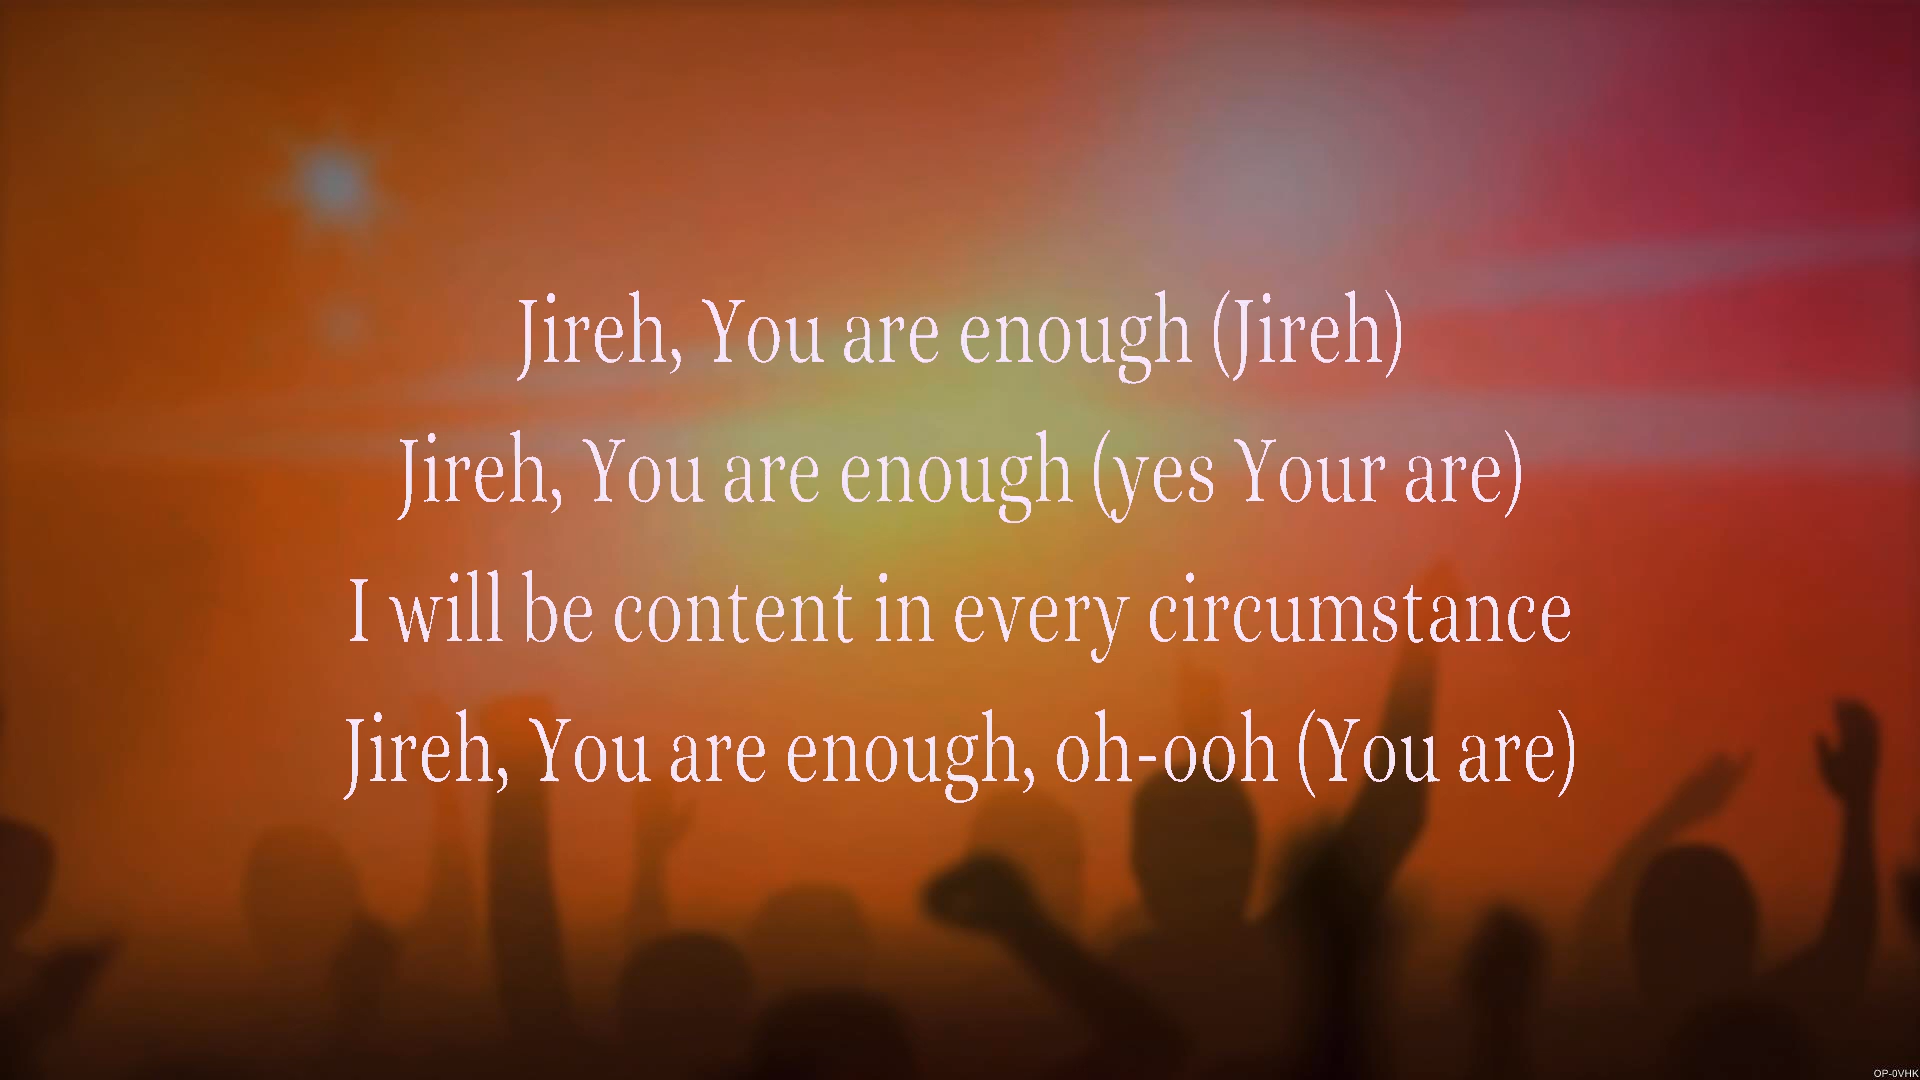 Jireh, You are enough (Jireh)
Jireh, You are enough (yes Your are)
I will be content in every circumstance
Jireh, You are enough, oh-ooh (You are)
OP-0VHK